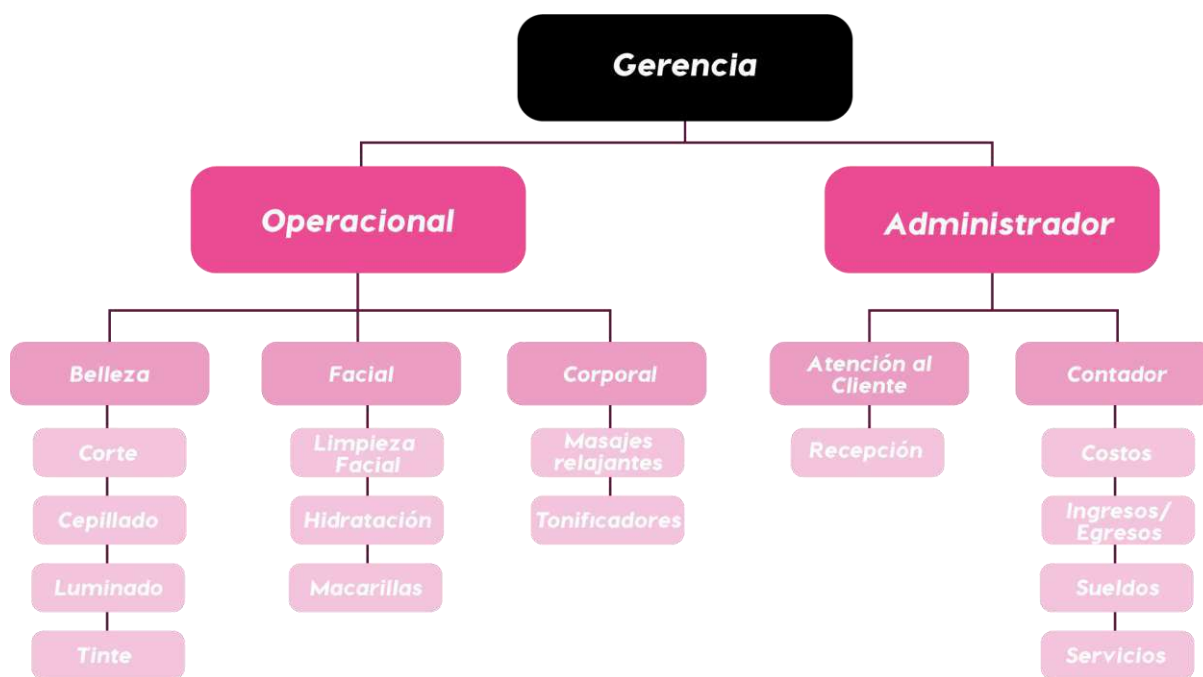 Gerencia
Operacional
Administrador
Belleza
Facial
Corporal
Atención al
Cliente
Contador
Corte
Limpieza
Facial
Masajes
relajantes
Recepción
Costos
Cepillado
Hidratación
Tonificadores
Ingresos/
Egresos
Luminado
Macarillas
Sueldos
Tinte
Servicios